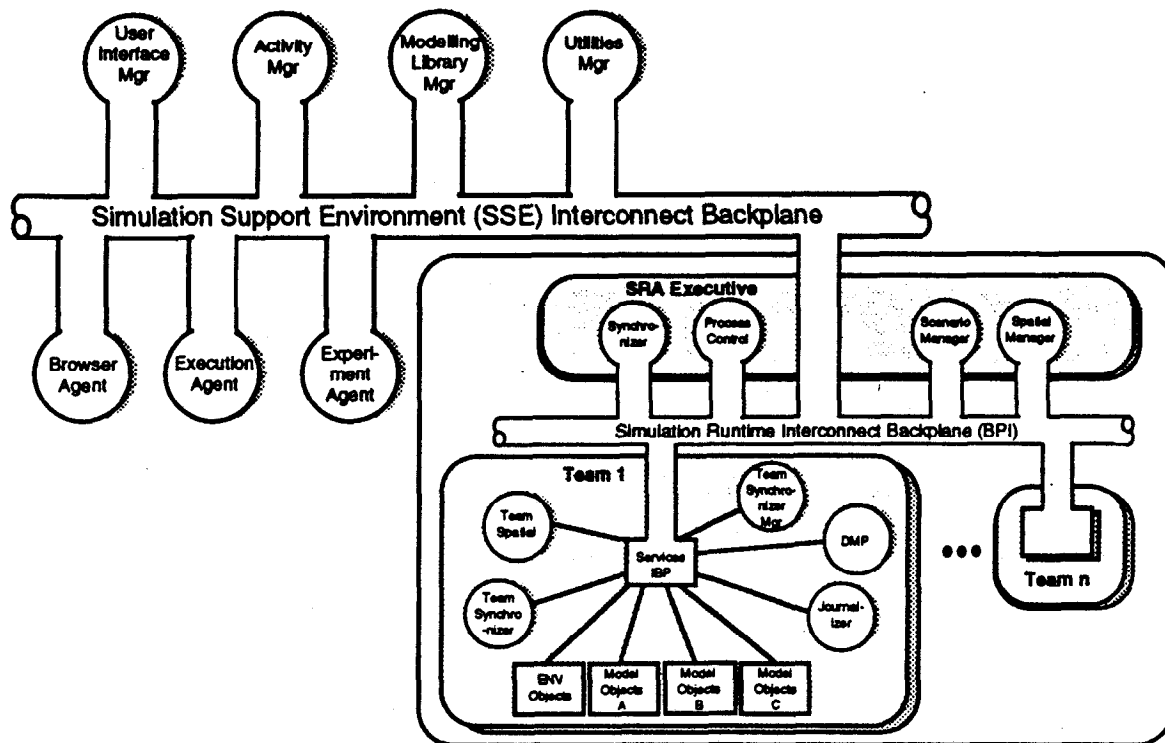 User
Interface
Mgr
Activity
Mgr
Modelling
Library
Mgr
Utilities
Mgr
Simulation Support Environment (SSE) Interconnect Backplane
Browser
Agent
Execution
Agent
Experi-
ment
Agent
SRA Executive
Synchro-
nizer
Process
Control
Scenario
Manager
Spatial
Manager
Simulation Runtime Interconnect Backplane (BPI)
Team 1
Team
Spatial
Team
Synchro-
nizer
Mgr
DMP
Services
IBP
Team
Synchro
-nizer
Journal-
izer
ENV
Objects
Model
Objects
A
Model
Objects
B
Model
Objects
C
Team n